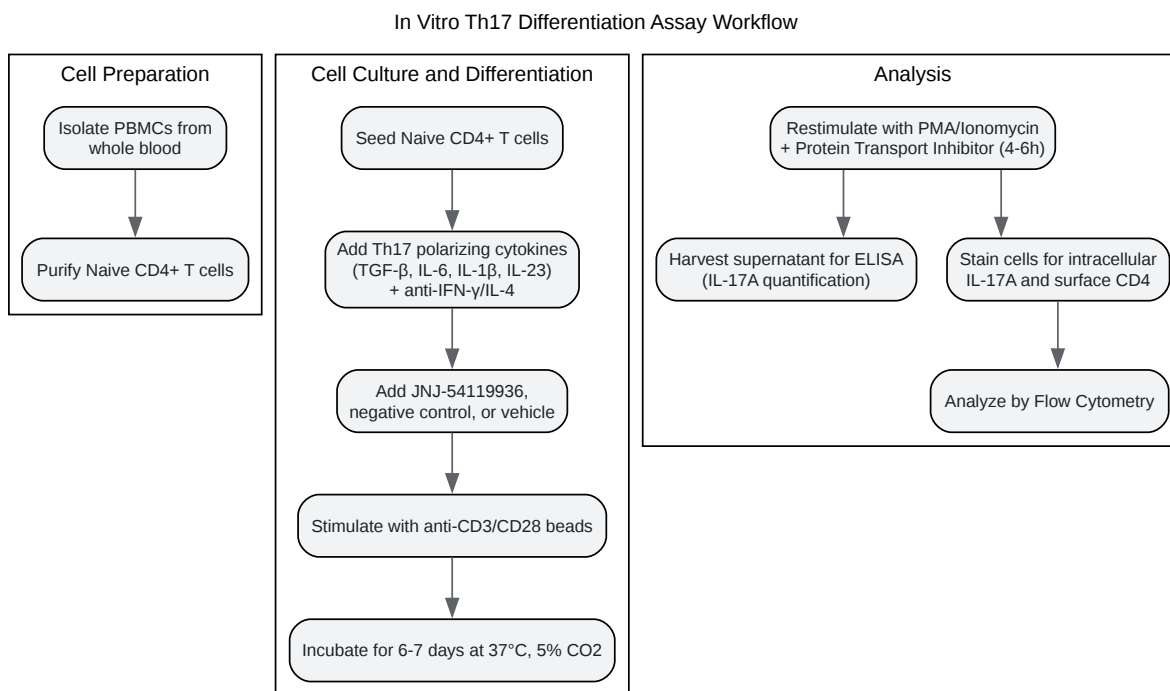 In Vitro Th17 Differentiation Assay Workflow
Cell Preparation
Isolate PBMCs from
whole blood
Purify Naive CD4+ T cells
Cell Culture and Differentiation
Seed Naive CD4+ T cells
Add Th17 polarizing cytokines
(TGF-β, IL-6, IL-1β, IL-23)
+ anti-IFN-γ/IL-4
Add JNJ-54119936,
negative control, or vehicle
Stimulate with anti-CD3/CD28 beads
Incubate for 6-7 days at 37°C, 5% CO2
Analysis
Restimulate with PMA/Ionomycin
+ Protein Transport Inhibitor (4-6h)
Harvest supernatant for ELISA
(IL-17A quantification)
Stain cells for intracellular
IL-17A and surface CD4
Analyze by Flow Cytometry